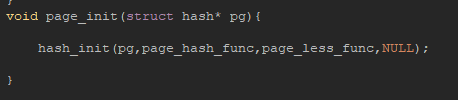 void page_init(struct hash* pg){
hash_init(pg,page_hash_func,page_less_func,NULL);
}